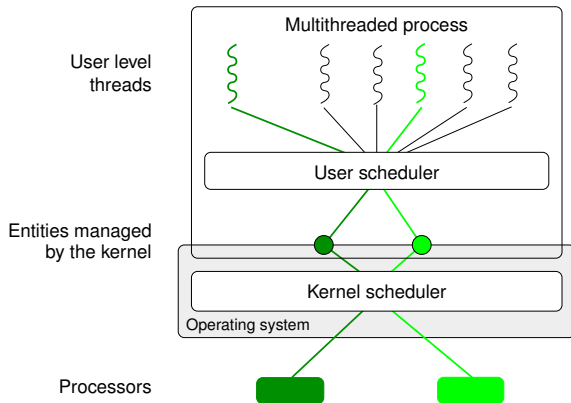 Multithreaded process
User level
threads
User scheduler
Entities managed
by the kernel
Kernel scheduler
Operating system
Processors